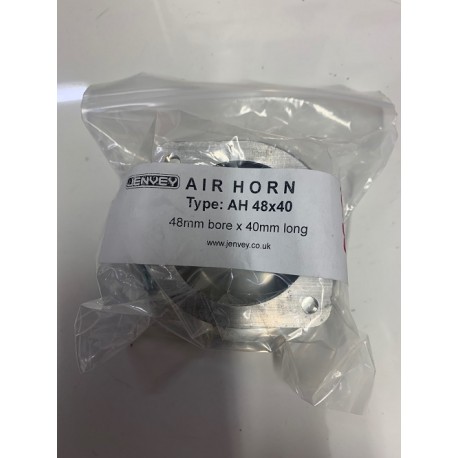 JENVEY AIR HORN
Type: AH 48x40
48mm bore x 40mm long
www.jenvey.co.uk